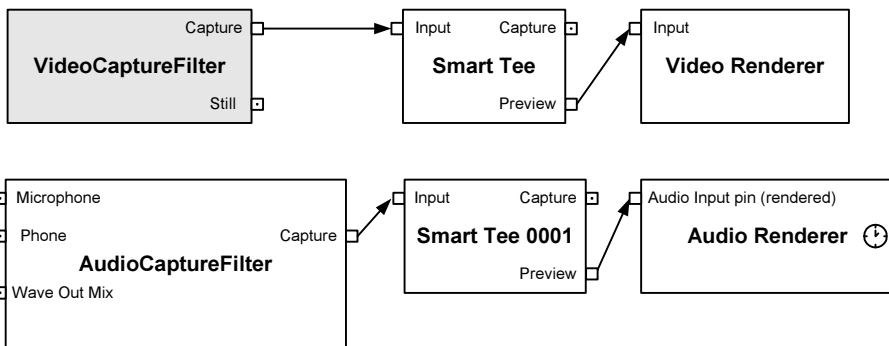 Capture
VideoCaptureFilter
Still
Input Capture
Smart Tee
Preview
Input
Video Renderer
Microphone
Phone
Capture
AudioCaptureFilter
Wave Out Mix
Input Capture
Smart Tee 0001
Preview
Audio Input pin (rendered)
Audio Renderer